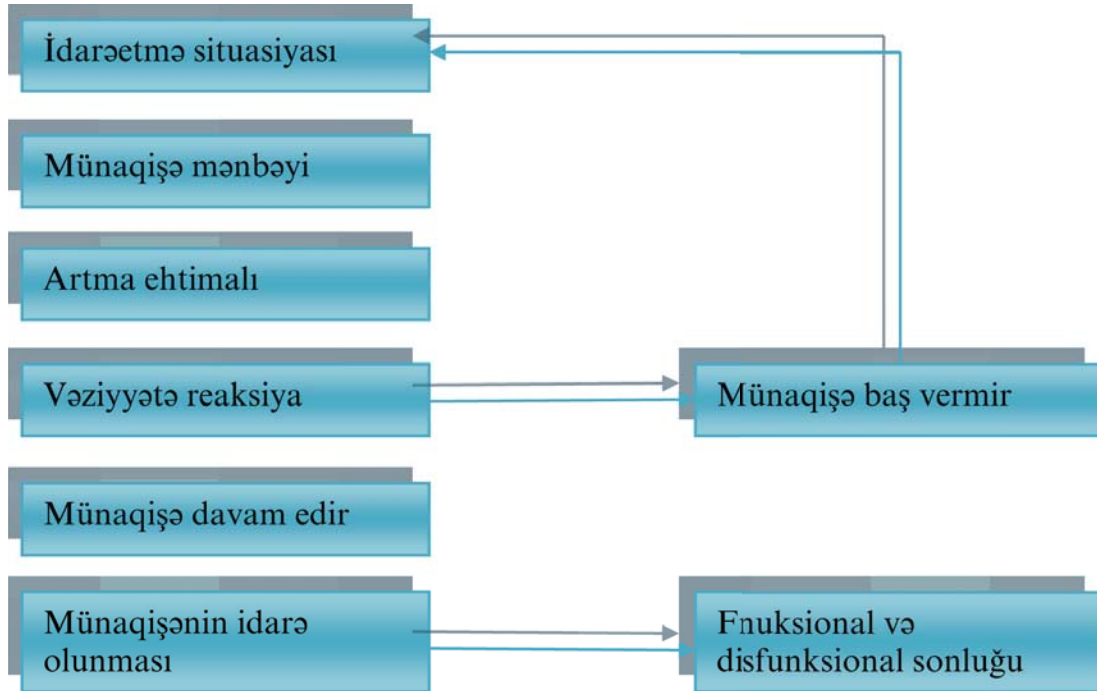 İdarəetmə situasiyası
Münaqişə mənbəyi
Artma ehtimalı
Vəziyyətə reaksiya
Münaqişə baş vermir
Münaqişə davam edir
Münaqişənin idarə
olunması
Fnuksional və
disfunksional sonluğu